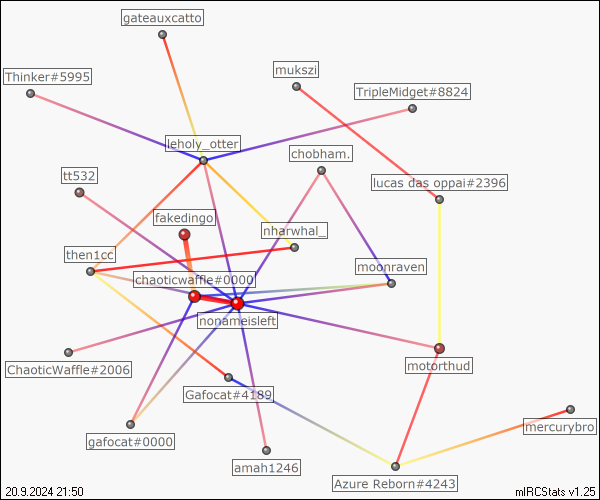 gateauxcatto
mukszi
Thinker#5995
TripleMidget#8824
leholy_otter
chobham.
tt532
lucas das oppai#2396
fakedingo
nharwhal_
then1cc
moonraven
chaoticwaffle#0000
nonameisleft
ChaoticWaffle#2006
motorthud
Gafocat#4189
mercurybro
gafocat#0000
amah1246
Azure Reborn#4243
20.9.2024 21:50
mIRCStats v1.25